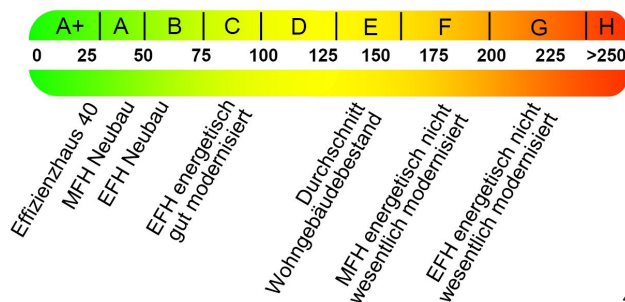 A+ A B C D E F G H
0 25 50 75 100 125 150 175 200 225 >250
Effizienzhaus 40
MFH Neubau
EFH Neubau
EFH energetisch
gut modernisiert
Durchschnitt
Wohngebäudebestand
MFH energetisch nicht
wesentlich modernisiert
EFH energetisch nicht
wesentlich modernisiert